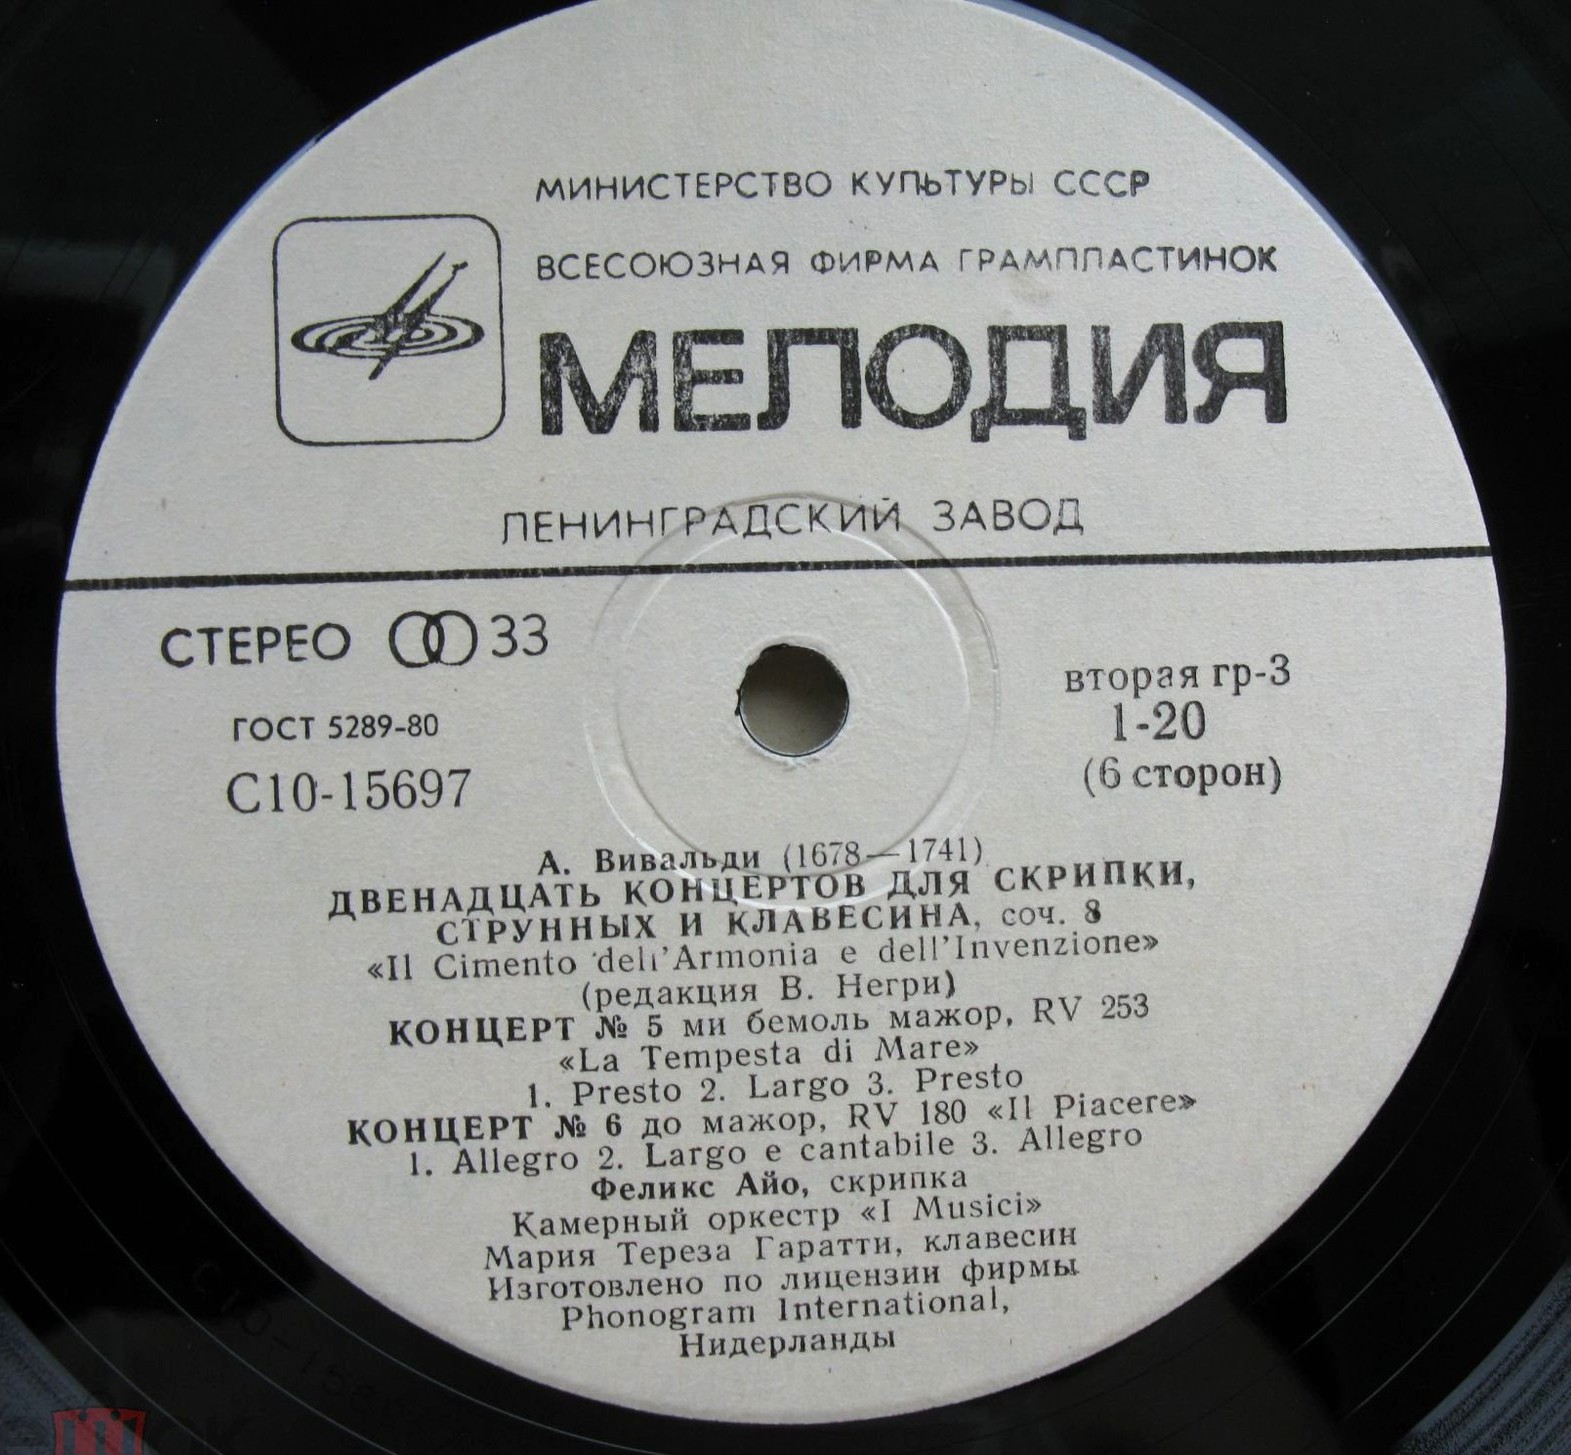 МИНИСТЕРСТВО КУЛЬТУРЫ СССР
ВСЕСОЮЗНАЯ ФИРМА ГРАМПЛАСТИНОК
МЕЛОДИЯ
ЛЕНИНГРАДСКИЙ ЗАВОД
СТЕРЕО 33
ГОСТ 5289-80
С10-15697
вторая гр-3
1-20
(6 сторон)
А. Вивальди (1678—1741)
ДВЕНАДЦАТЬ КОНЦЕРТОВ ДЛЯ СКРИПКИ,
СТРУННЫХ И КЛАВЕСИНА, соч. 8
«Il Cimento dell'Armonia e dell'Invenzione»
(редакция В. Негри)
КОНЦЕРТ № 5 ми бемоль мажор, RV 253
«La Tempesta di Mare»
1. Presto 2. Largo 3. Presto
КОНЦЕРТ № 6 до мажор, RV 180 «Il Piacere»
1. Allegro 2. Largo e cantabile 3. Allegro
Феликс Айо, скрипка
Камерный оркестр «I Musici»
Мария Тереза Гаратти, клавесин
Изготовлено по лицензии фирмы
Phonogram International,
Нидерланды